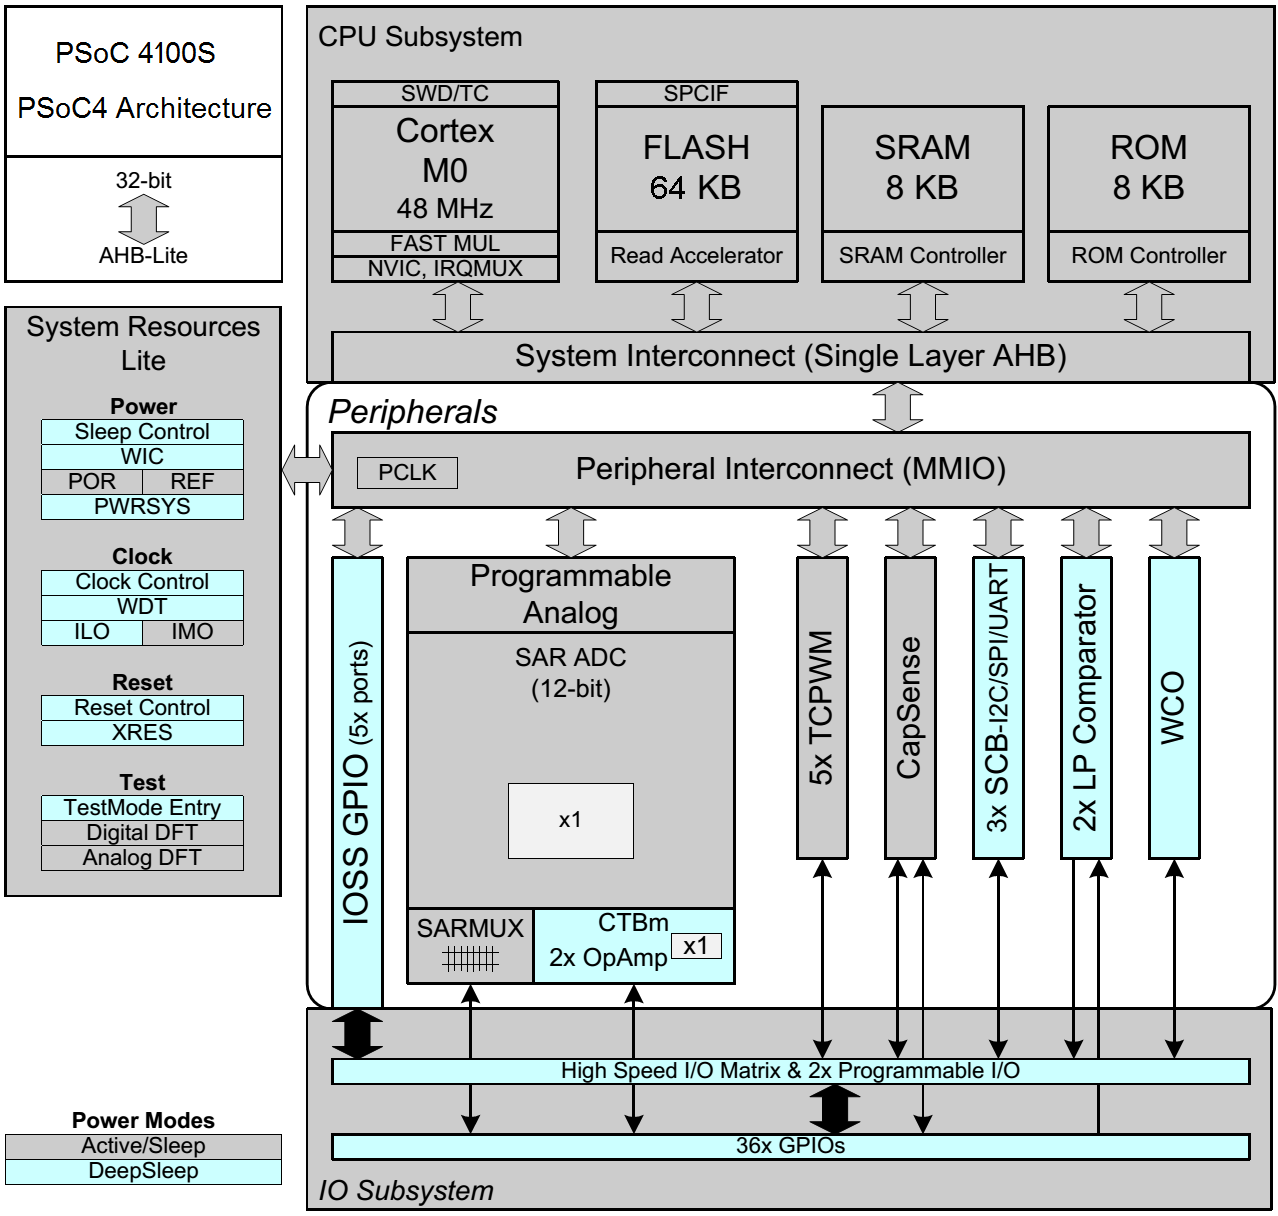 PSoC 4100S
PSoC4 Architecture
32-bit
AHB-Lite
System Resources
Lite
Power
Sleep Control
WIC
POR REF
PWRSYS
Clock
Clock Control
WDT
ILO IMO
Reset
Reset Control
XRES
Test
TestMode Entry
Digital DFT
Analog DFT
Power Modes
Active/Sleep
DeepSleep
CPU Subsystem
SWD/TC
Cortex
M0
48 MHz
FAST MUL
NVIC, IRQMUX
SPCIF
FLASH
64 KB
Read Accelerator
SRAM
8 KB
SRAM Controller
ROM
8 KB
ROM Controller
System Interconnect (Single Layer AHB)
Peripherals
PCLK
Peripheral Interconnect (MMIO)
IOSS GPIO (5x ports)
Programmable
Analog
SAR ADC
(12-bit)
x1
SARMUX
CTBm
2x OpAmp
x1
5x TCPWM
CapSense
3x SCB-I2C/SPI/UART
2x LP Comparator
WCO
High Speed I/O Matrix & 2x Programmable I/O
36x GPIOs
IO Subsystem